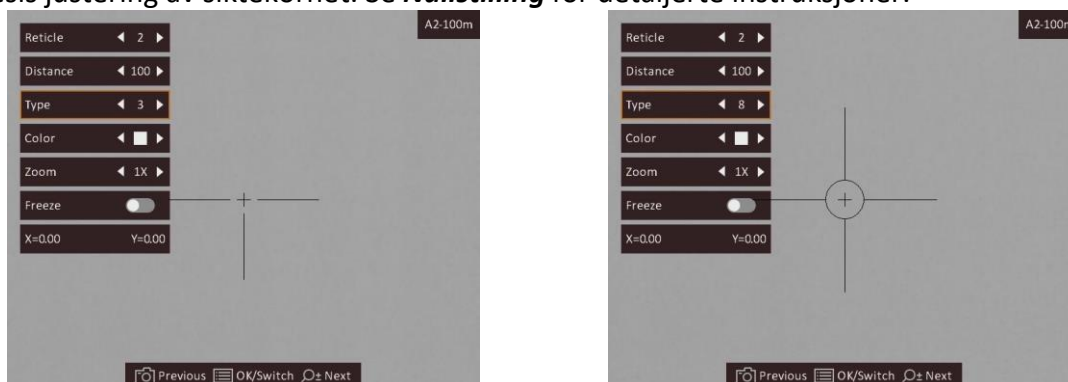 sis justering av siktekornet. Se Nullstilling for detaljerte instruksjoner.
A2-100m
Reticle 2
Distance 100
Type 3
Color
Zoom 1X
Freeze
X=0.00 Y=0.00
Previous OK/Switch Next
A2-100m
Reticle 2
Distance 100
Type 8
Color
Zoom 1X
Freeze
X=0.00 Y=0.00
Previous OK/Switch Next